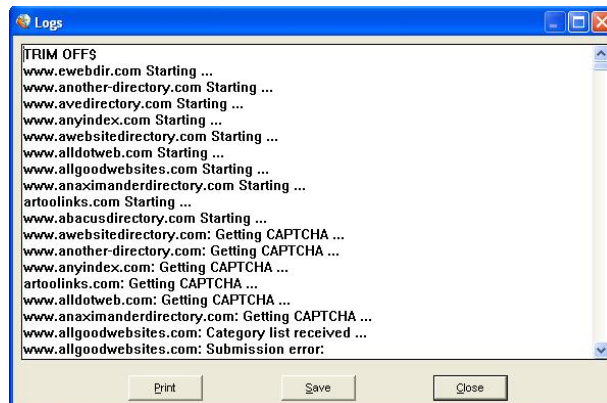 Logs
TRIM OFF$
www.ewebdir.com Starting ...
www.another-directory.com Starting ...
www.avedirectory.com Starting ...
www.anyindex.com Starting ...
www.awebsitedirectory.com Starting ...
www.alldotweb.com Starting ...
www.allgoodwebsites.com Starting ...
www.anaximanderdirectory.com Starting ...
artoolinks.com Starting ...
www.abacusdirectory.com Starting ...
www.awebsitedirectory.com: Getting CAPTCHA ...
www.another-directory.com: Getting CAPTCHA ...
www.anyindex.com: Getting CAPTCHA ...
artoolinks.com: Getting CAPTCHA ...
www.alldotweb.com: Getting CAPTCHA ...
www.anaximanderdirectory.com: Getting CAPTCHA ...
www.allgoodwebsites.com: Category list received ...
www.allgoodwebsites.com: Submission error:
Print Save Close